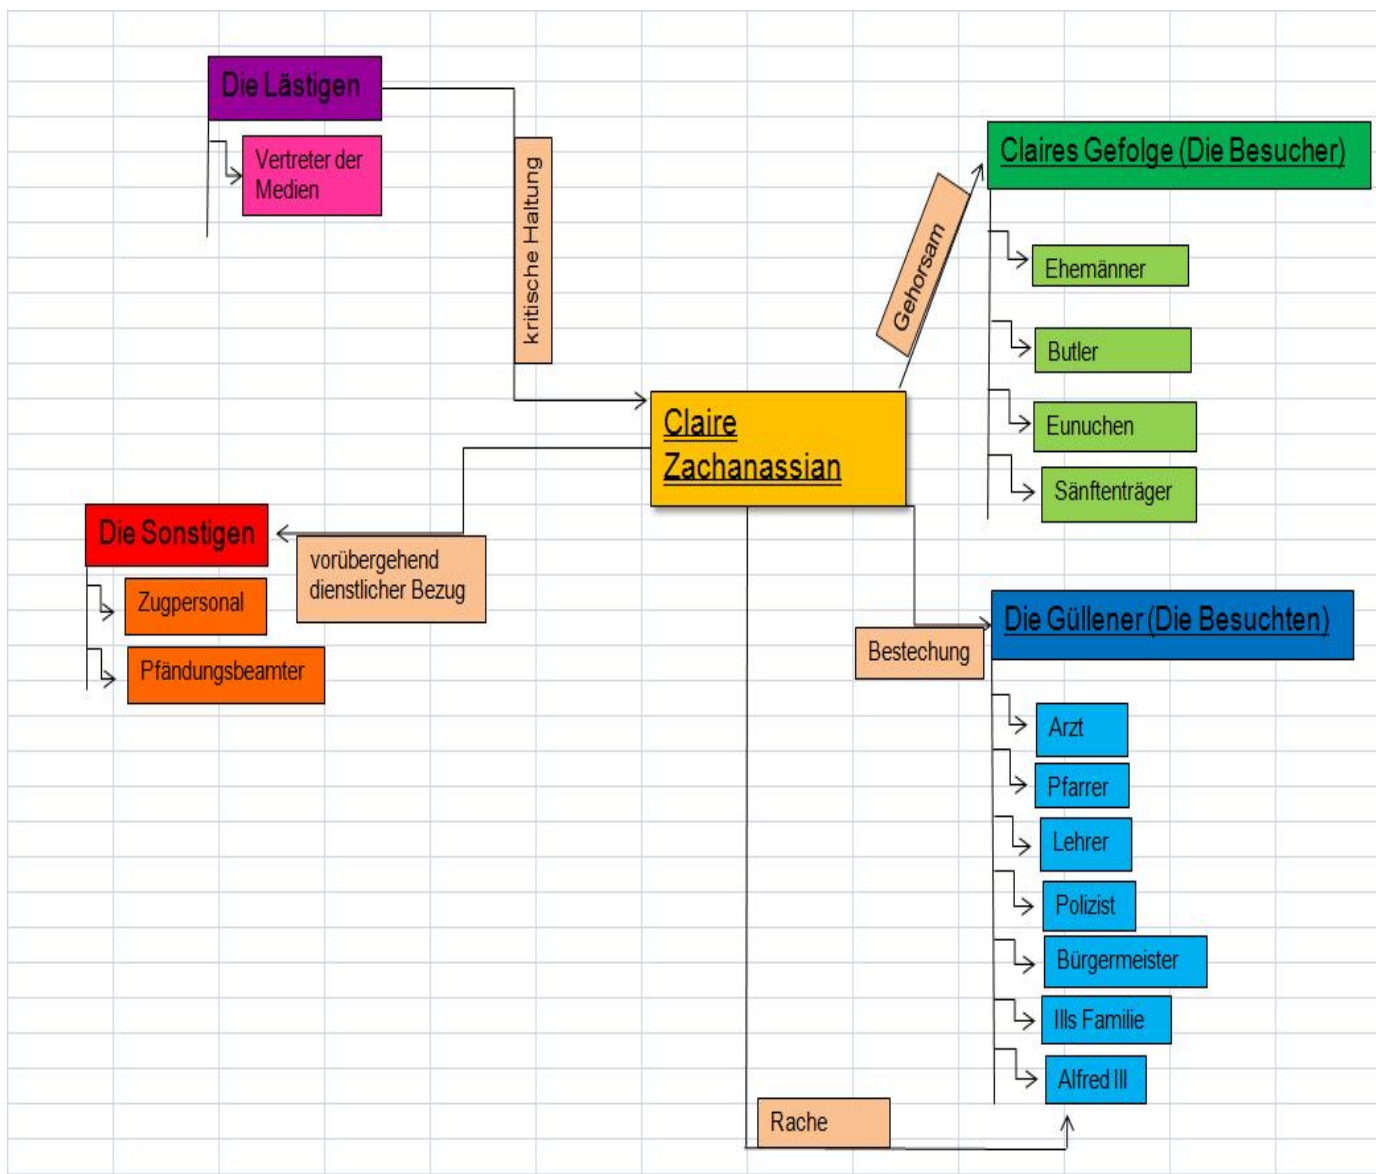 Die Lästigen
Vertreter der
Medien
kritische Haltung
Claires Gefolge (Die Besucher)
Gehorsam
Ehemänner
Butler
Eunuchen
Sänftenträger
Claire
Zachanassian
Die Sonstigen
vorübergehend
dienstlicher Bezug
Zugpersonal
Pfändungsbeamter
Die Güllener (Die Besuchten)
Bestechung
Arzt
Pfarrer
Lehrer
Polizist
Bürgermeister
Ills Familie
Alfred Ill
Rache